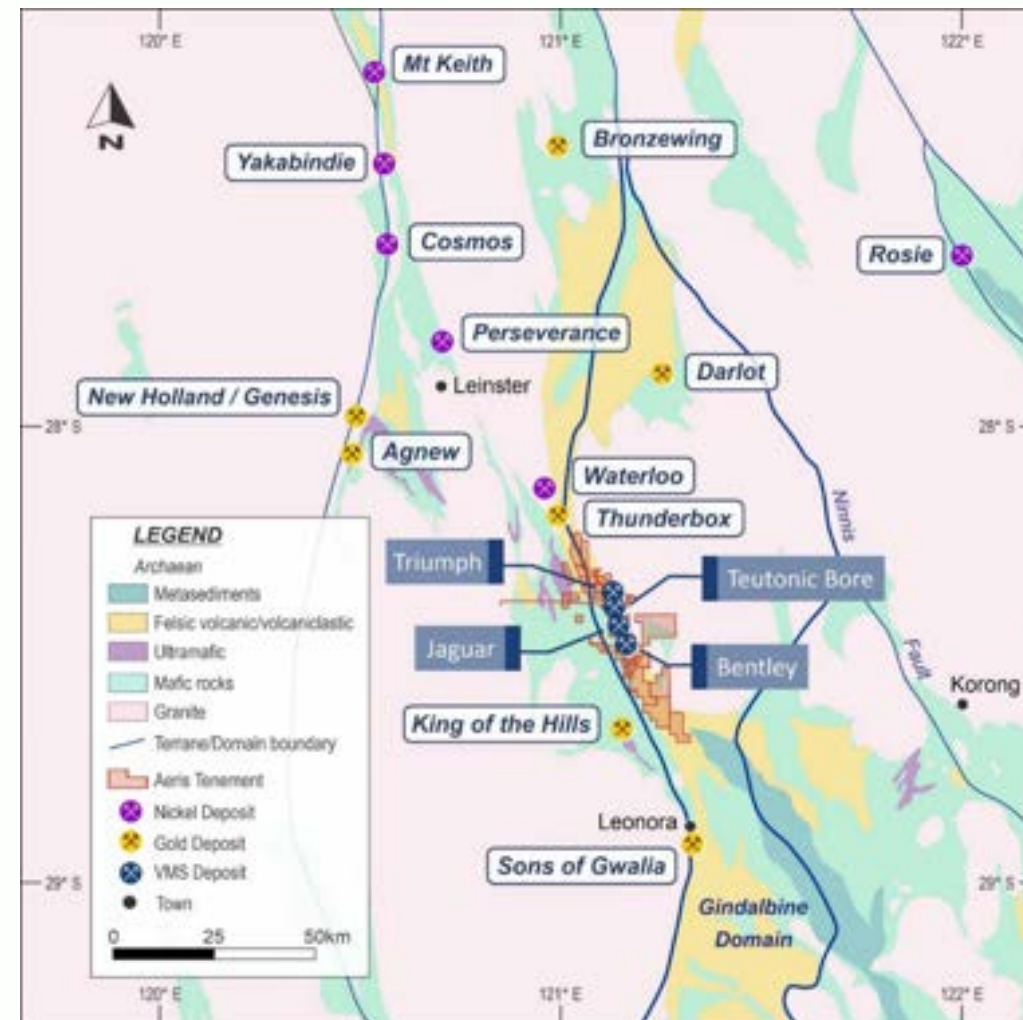 120° E
121° E
122° E
Mt Keith
N
Bronzewing
Yakabindie
Cosmos
Rosie
Perseverance
Darlot
Leinster
New Holland / Genesis
28° S
28° S
Agnew
Waterloo
Ninnis
Thunderbox
LEGEND
Archaean
Metasediments
Felsic volcanic/volcaniclastic
Ultramafic
Mafic rocks
Granite
Terrane/Domain boundary
Aeris Tenement
Nickel Deposit
Gold Deposit
VMS Deposit
Town
0 25 50km
Triumph
Teutonic Bore
Jaguar
Bentley
Fault
Korong
King of the Hills
Leonora
Sons of Gwalia
29° S
29° S
Gindalbine
Domain
120° E
121° E
122° E